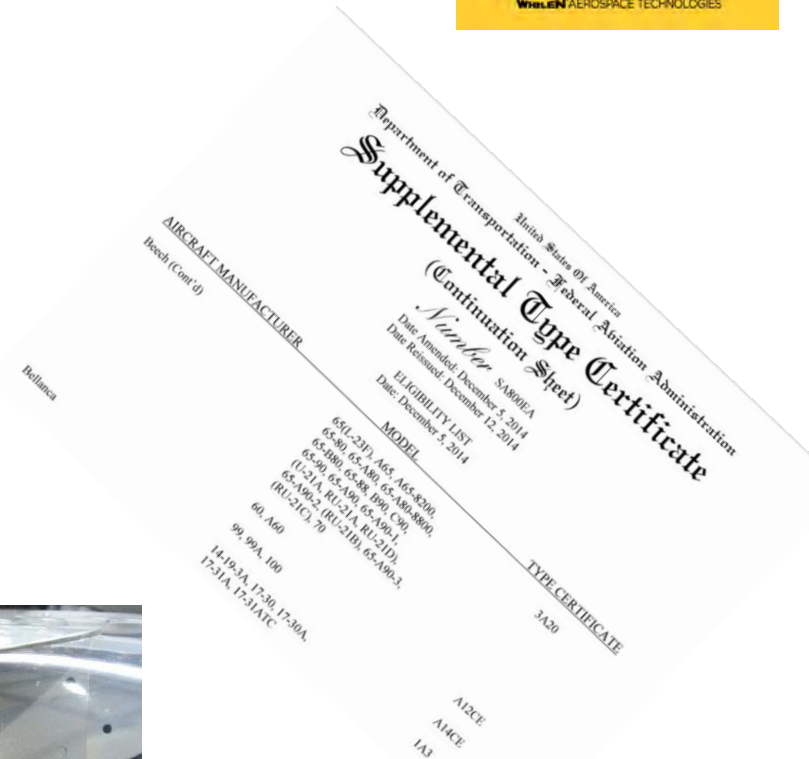 WHELEN AEROSPACE TECHNOLOGIES
United States Of America
Department of Transportation - Federal Aviation Administration
Supplemental Type Certificate
(Continuation Sheet)
Number SA800EA
Date Amended: December 5, 2014
Date Reissued: December 12, 2014
ELIGIBILITY LIST
Date: December 5, 2014
AIRCRAFT MANUFACTURER MODEL TYPE CERTIFICATE
Beech (Cont'd) 65(L-23F), A65, A65-8200, 3A20
65-80, 65-A80, 65-A80-8800,
65-B80, 65-88, B90, C90,
65-90, 65-A90, 65-A90-1,
(U-21A, RU-21A, RU-21D),
65-A90-2, (RU-21B), 65-A90-3,
(RU-21C), 70
60, A60 A12CE
99, 99A, 100 A14CE
Bellanca 14-19-3A, 17-30, 17-30A, 1A3
17-31A, 17-31ATC